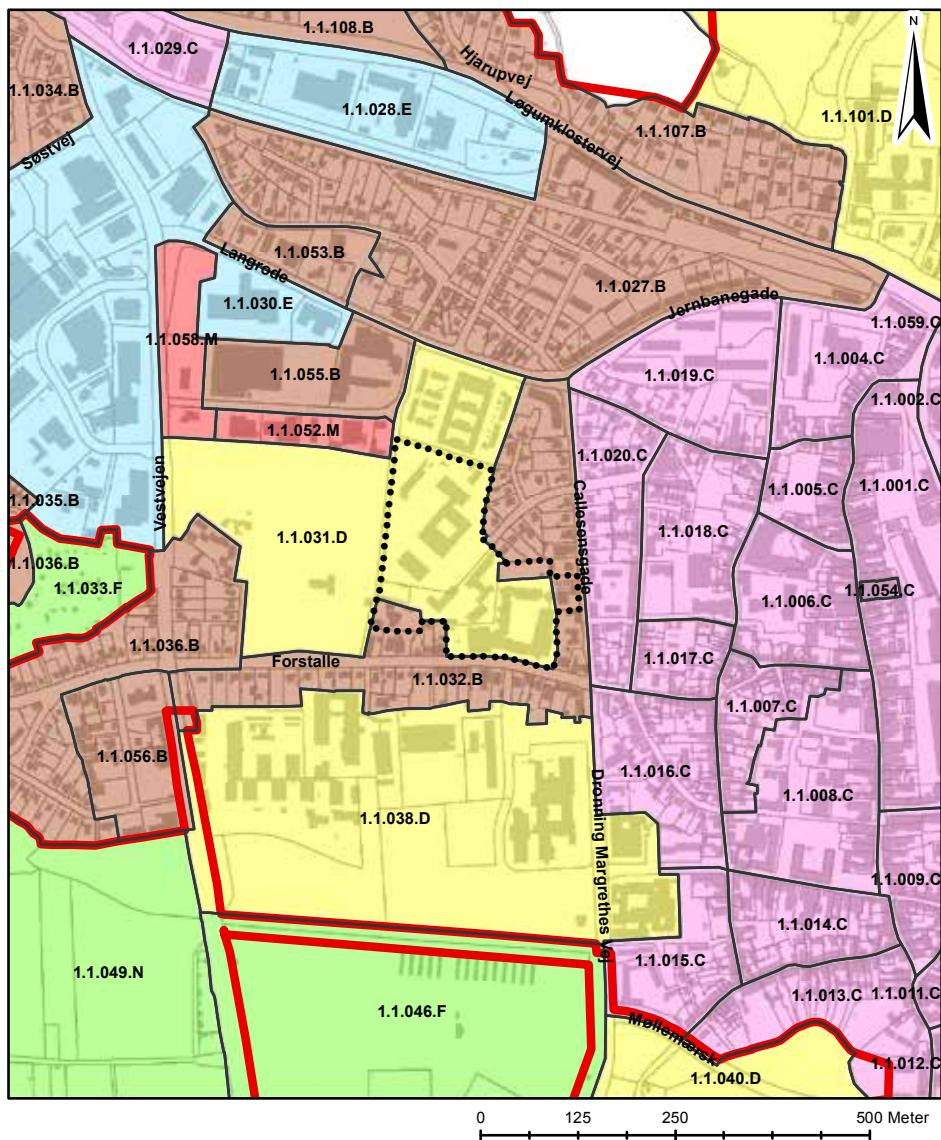 1.1.108.B
N
1.1.029.C
Hjarupvej
1.1.034.B
1.1.028.E
Løgumklostervej
1.1.101.D
1.1.107.B
Søstvej
1.1.053.B
Langrode
1.1.027.B
1.1.030.E
Jernbanegade
1.1.059.C
1.1.058.M
1.1.004.C
1.1.055.B
1.1.019.C
1.1.002.C
1.1.052.M
1.1.020.C
1.1.005.C
1.1.001.C
1.1.035.B
Vestvejen
Callosensgade
1.1.031.D
1.1.018.C
1.1.036.B
1.1.033.F
1.1.054.C
1.1.006.C
1.1.036.B
Forstalle
1.1.017.C
1.1.032.B
1.1.007.C
1.1.056.B
1.1.016.C
1.1.008.C
1.1.038.D
Dronning Margrethes Vej
1.1.009.C
1.1.014.C
1.1.049.N
1.1.015.C
1.1.013.C
1.1.011.C
1.1.046.F
Møllemærsk
1.1.012.C
1.1.040.D
0 125 250 500 Meter